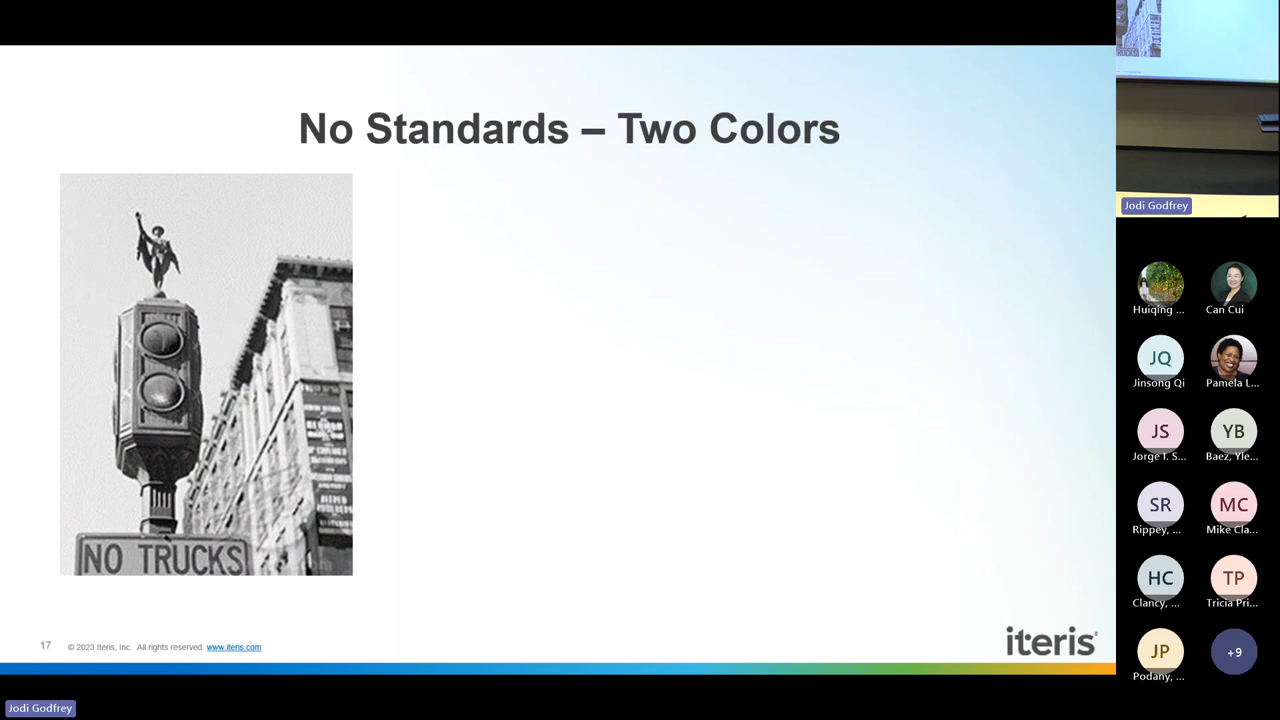 No Standards – Two Colors
NO TRUCKS
17
© 2023 Iteris, Inc. All rights reserved. www.iteris.com
iteris
Jodi Godfrey
Jodi Godfrey
Huiqing ...
Can Cui
JQ
Jinsong Qi
Pamela L...
JS
Jorge I. S...
YB
Baez, Yle...
SR
Rippey, ...
MC
Mike Cla...
HC
Clancy, ...
TP
Tricia Pri...
JP
Podany, ...
+9